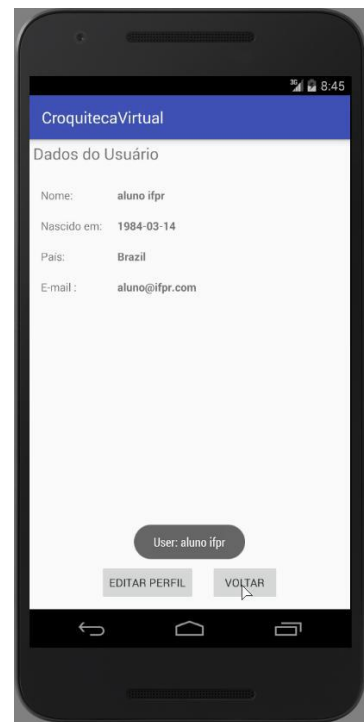 3G 8:45
CroquitecaVirtual
Dados do Usuário
Nome: aluno ifpr
Nascido em: 1984-03-14
País: Brazil
E-mail : aluno@ifpr.com
User: aluno ifpr
EDITAR PERFIL VOLTAR